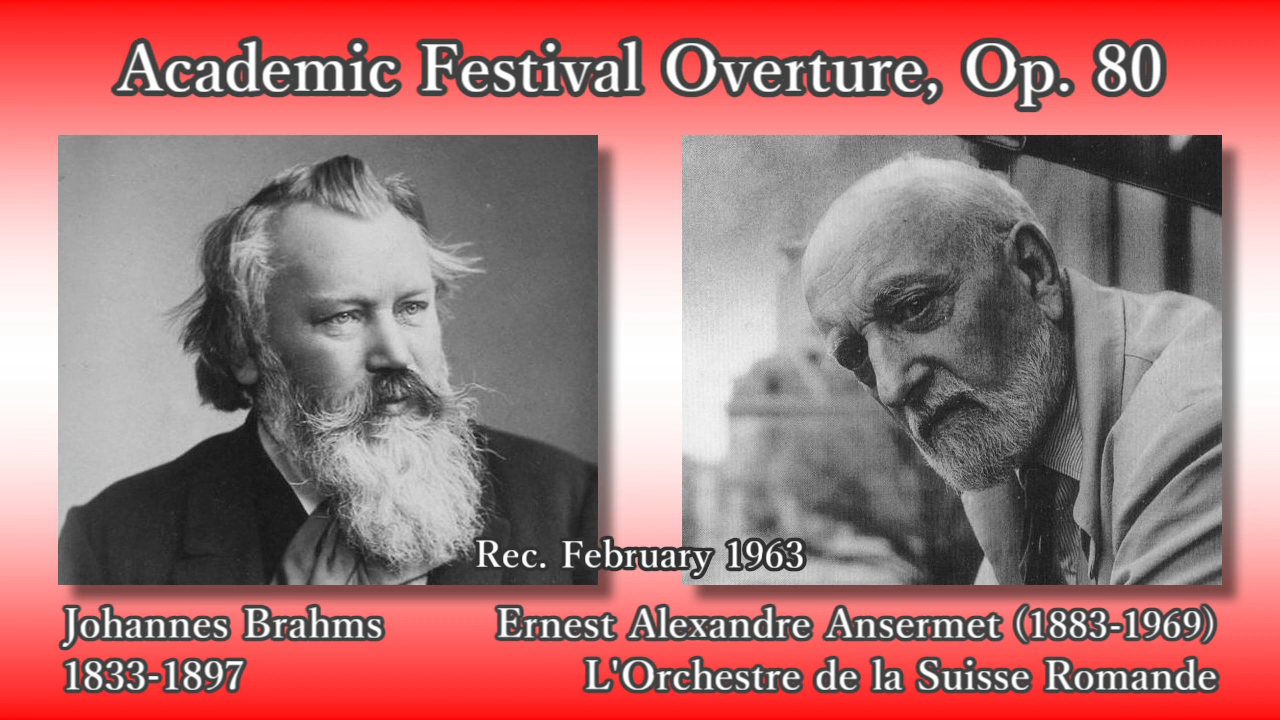 Academic Festival Overture, Op. 80
Rec. February 1963
Johannes Brahms
1833-1897
Ernest Alexandre Ansermet (1883-1969)
L'Orchestre de la Suisse Romande